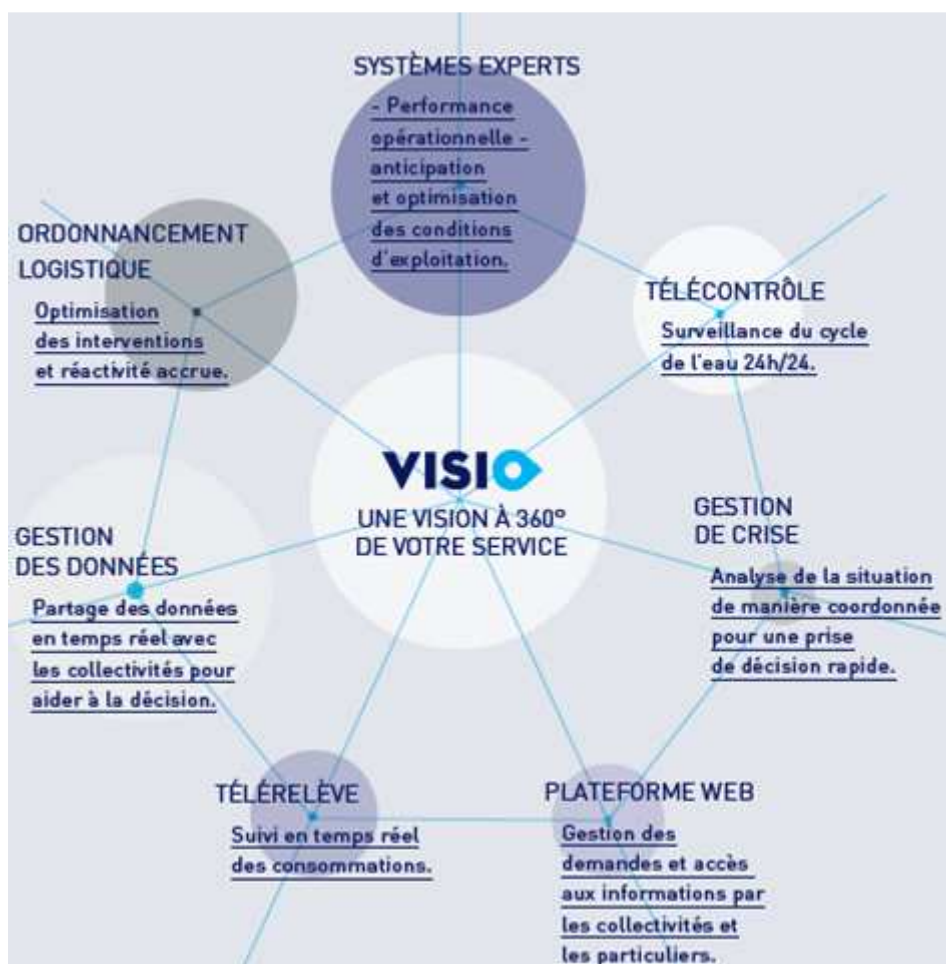 SYSTÈMES EXPERTS
- Performance
opérationnelle -
anticipation
et optimisation
des conditions
d'exploitation.
ORDONNANCEMENT
LOGISTIQUE
Optimisation
des interventions
et réactivité accrue.
TÉLÉCONTRÔLE
Surveillance du cycle
de l'eau 24h/24.
VISIO
UNE VISION À 360°
DE VOTRE SERVICE
GESTION
DES DONNÉES
Partage des données
en temps réel avec
les collectivités pour
aider à la décision.
GESTION
DE CRISE
Analyse de la situation
de manière coordonnée
pour une prise
de décision rapide.
TÉLÉRELÈVE
Suivi en temps réel
des consommations.
PLATEFORME WEB
Gestion des
demandes et accès
aux informations par
les collectivités et
les particuliers.